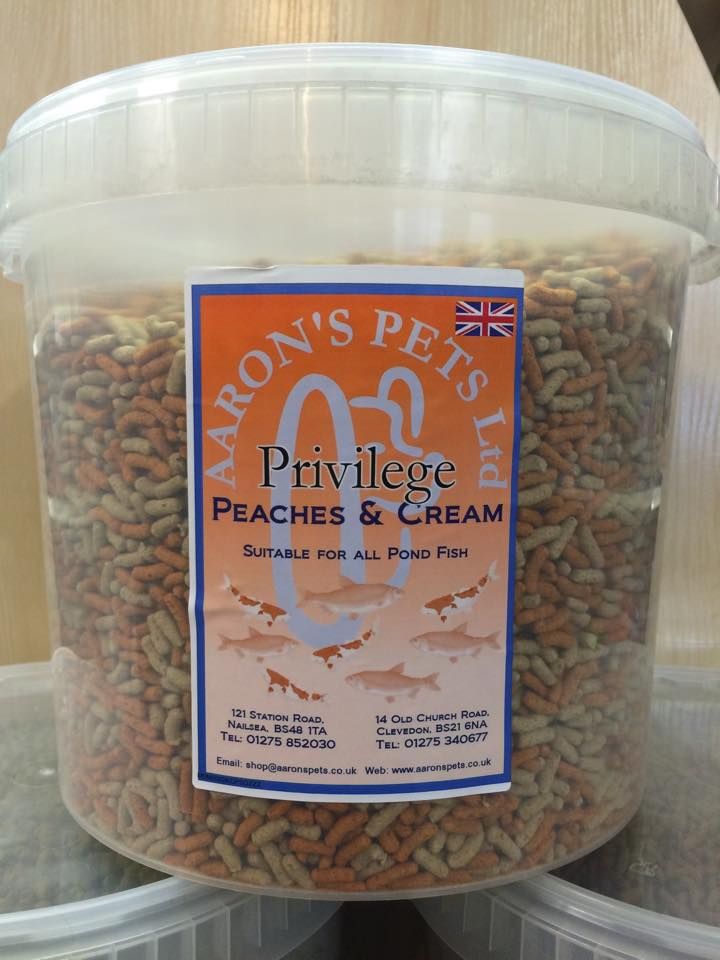 AARON'S PETS Ltd
Privilege
PEACHES & CREAM
SUITABLE FOR ALL POND FISH
121 STATION ROAD,
NAILSEA, BS48 1TA
TEL: 01275 852030
14 OLD CHURCH ROAD,
CLEVEDON, BS21 6NA
TEL: 01275 340677
Email: shop@aaronspets.co.uk Web: www.aaronspets.co.uk